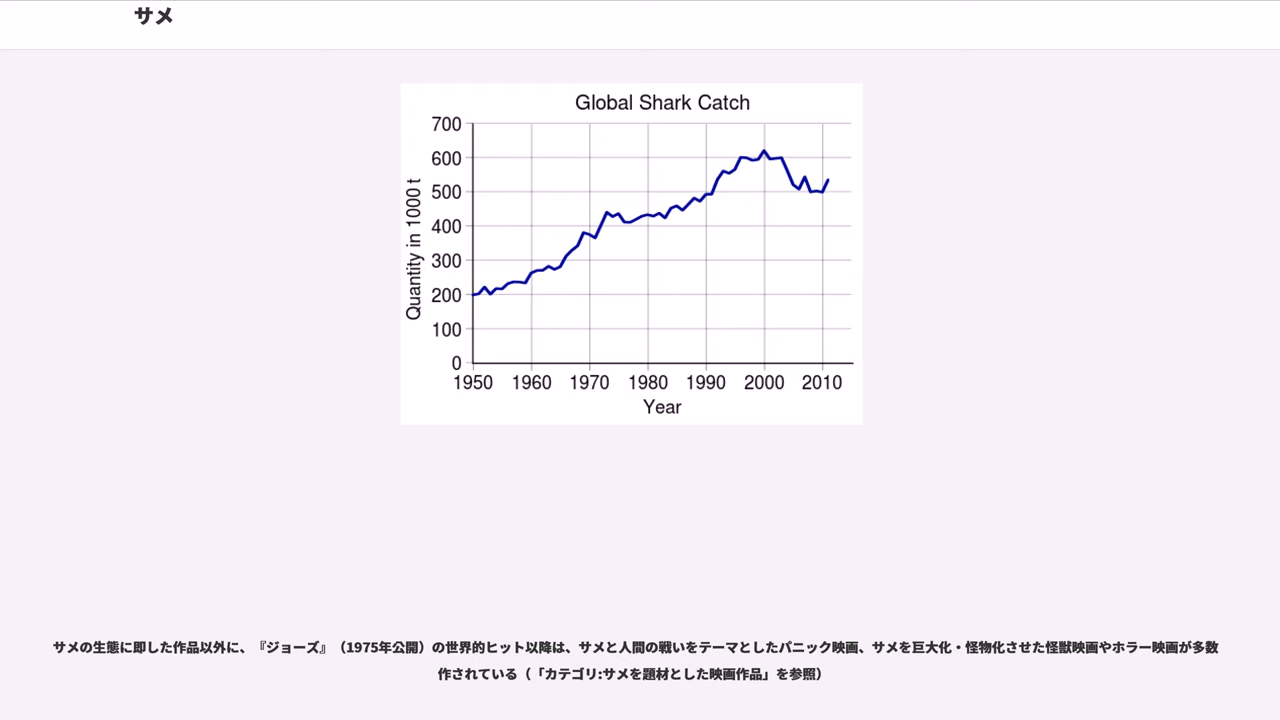 サメ
Global Shark Catch
700
600
500
400
300
200
100
0
Quantity in 1000 t
1950 1960 1970 1980 1990 2000 2010
Year
サメの生態に即した作品以外に、『ジョーズ』（1975年公開）の世界的ヒット以降は、サメと人間の戦いをテーマとしたパニック映画、サメを巨大化・怪物化させた怪獣映画やホラー映画が多数
作されている（「カテゴリ:サメを題材とした映画作品」を参照）